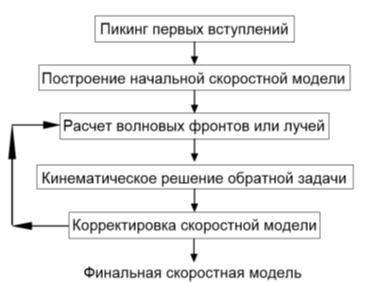 Пикинг первых вступлений
Построение начальной скоростной модели
Расчет волновых фронтов или лучей
Кинематическое решение обратной задачи
Корректировка скоростной модели
Финальная скоростная модель